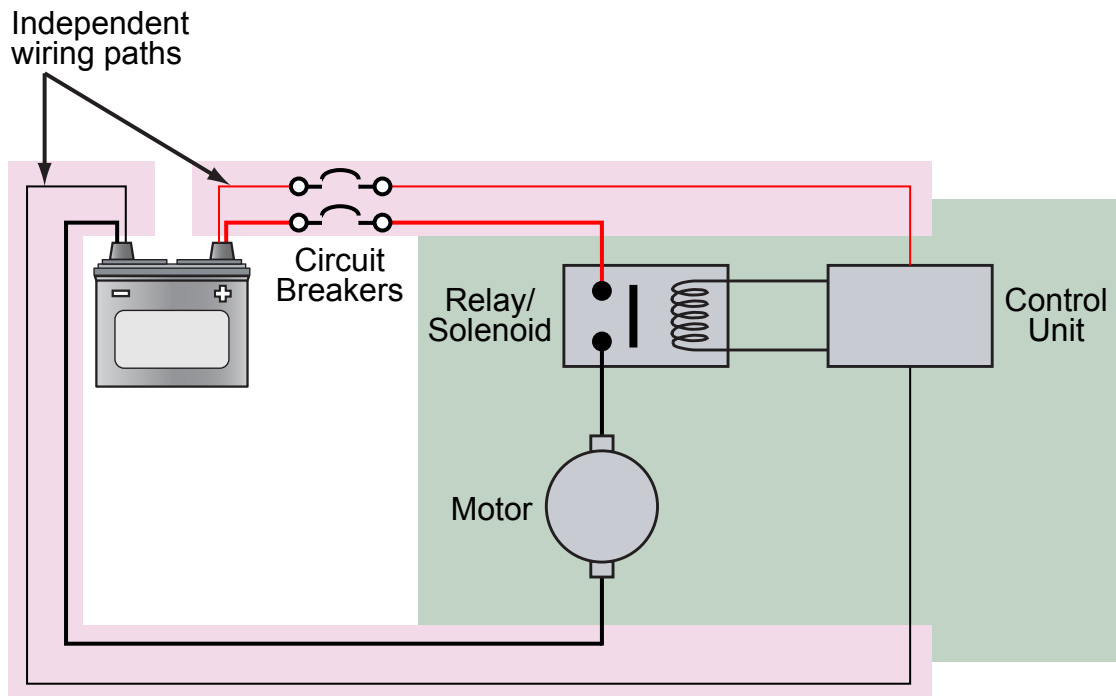 Independent
wiring paths
Circuit
Breakers
Relay/
Solenoid
Control
Unit
Motor